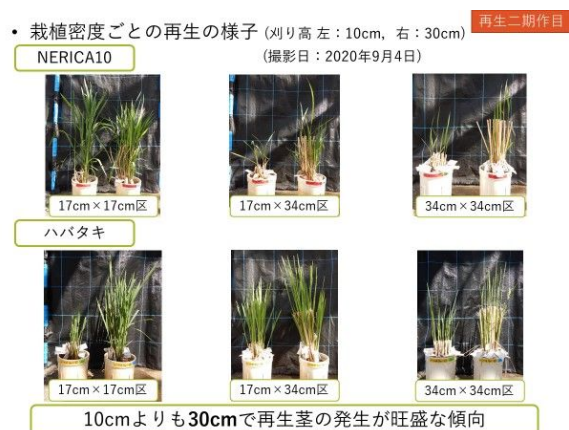 再生二期作目
• 栽植密度ごとの再生の様子 (刈り高 左：10cm，右：30cm)
NERICA10
(撮影日：2020年9月4日)
17cm×17cm区
17cm×34cm区
34cm×34cm区
ハバタキ
17cm×17cm区
17cm×34cm区
34cm×34cm区
10cmよりも30cmで再生茎の発生が旺盛な傾向